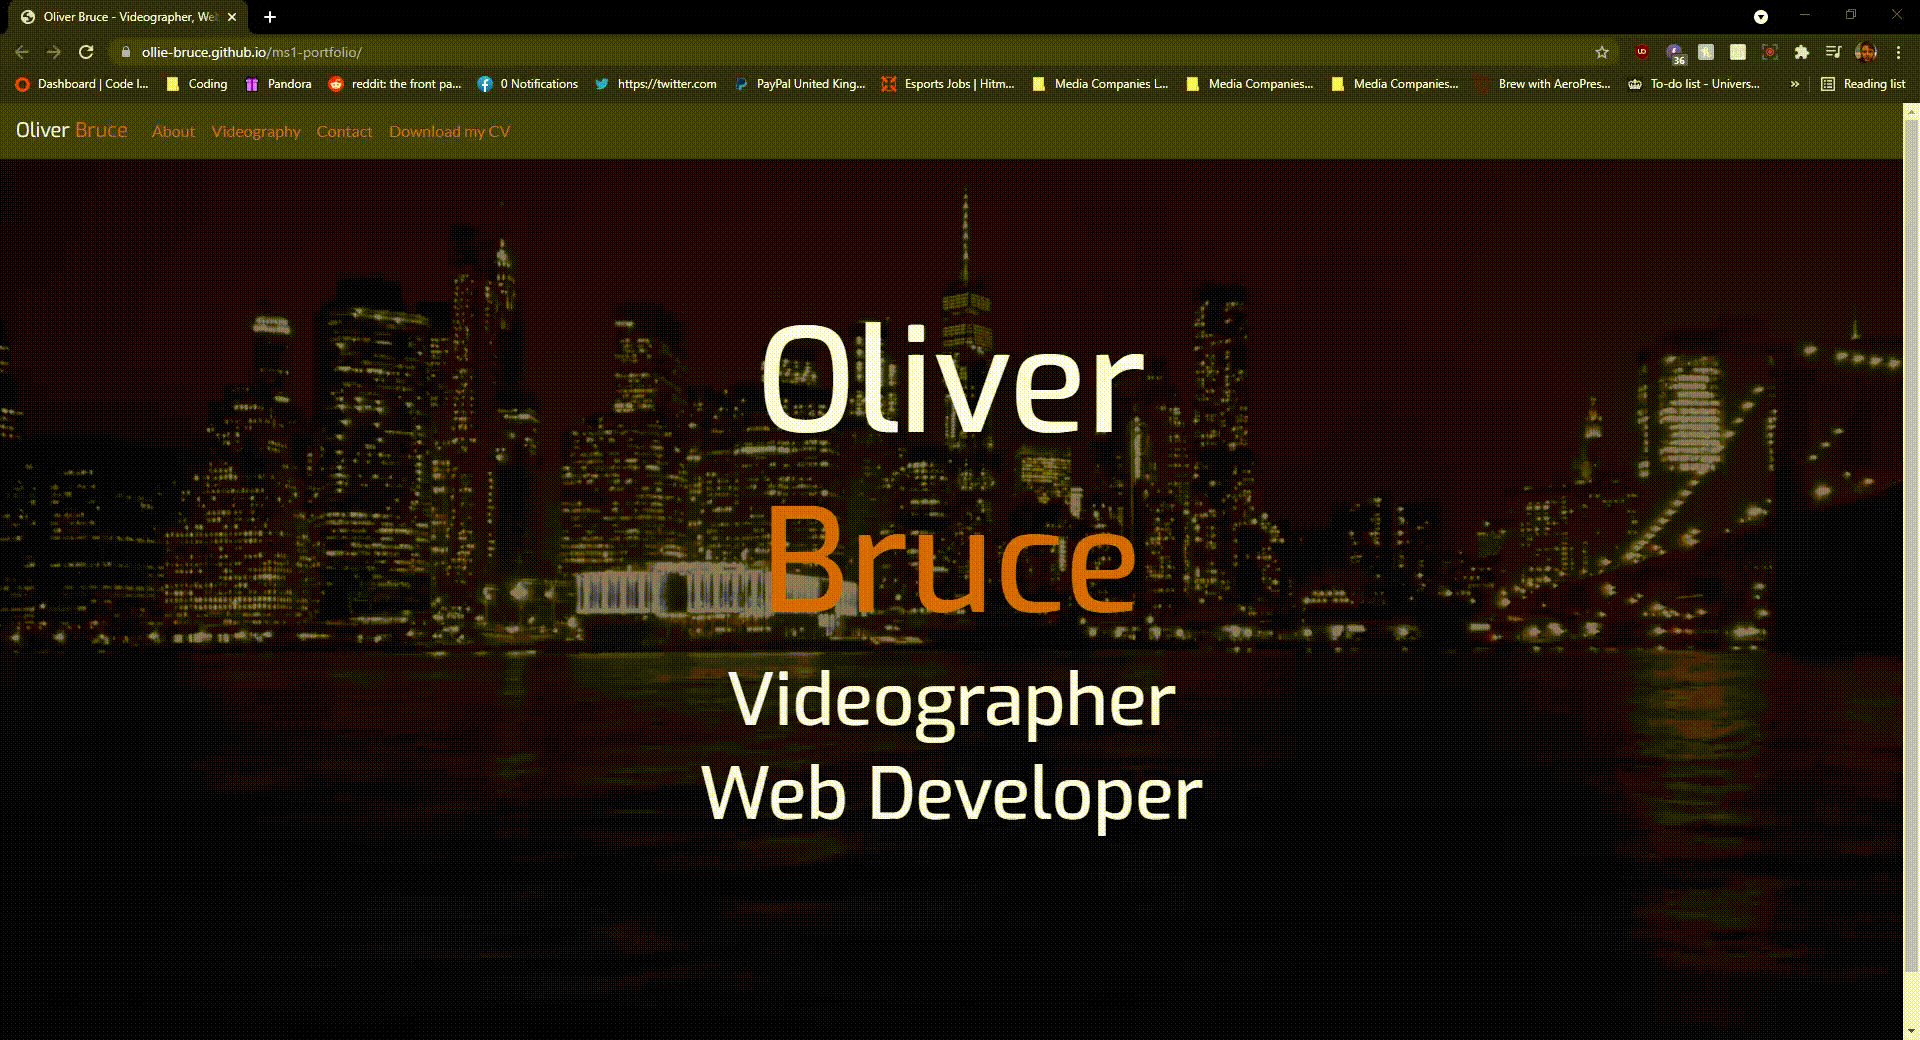 Oliver Bruce - Videographer, We
ollie-bruce.github.io/ms1-portfolio/
36
Dashboard | Code I... Coding Pandora reddit: the front pa... 0 Notifications https://twitter.com PayPal United King... Esports Jobs | Hitm... Media Companies L... Media Companies... Media Companies... Brew with AeroPres... To-do list - Univers... » Reading list
Oliver Bruce About Videography Contact Download my CV
Oliver
Bruce
Videographer
Web Developer